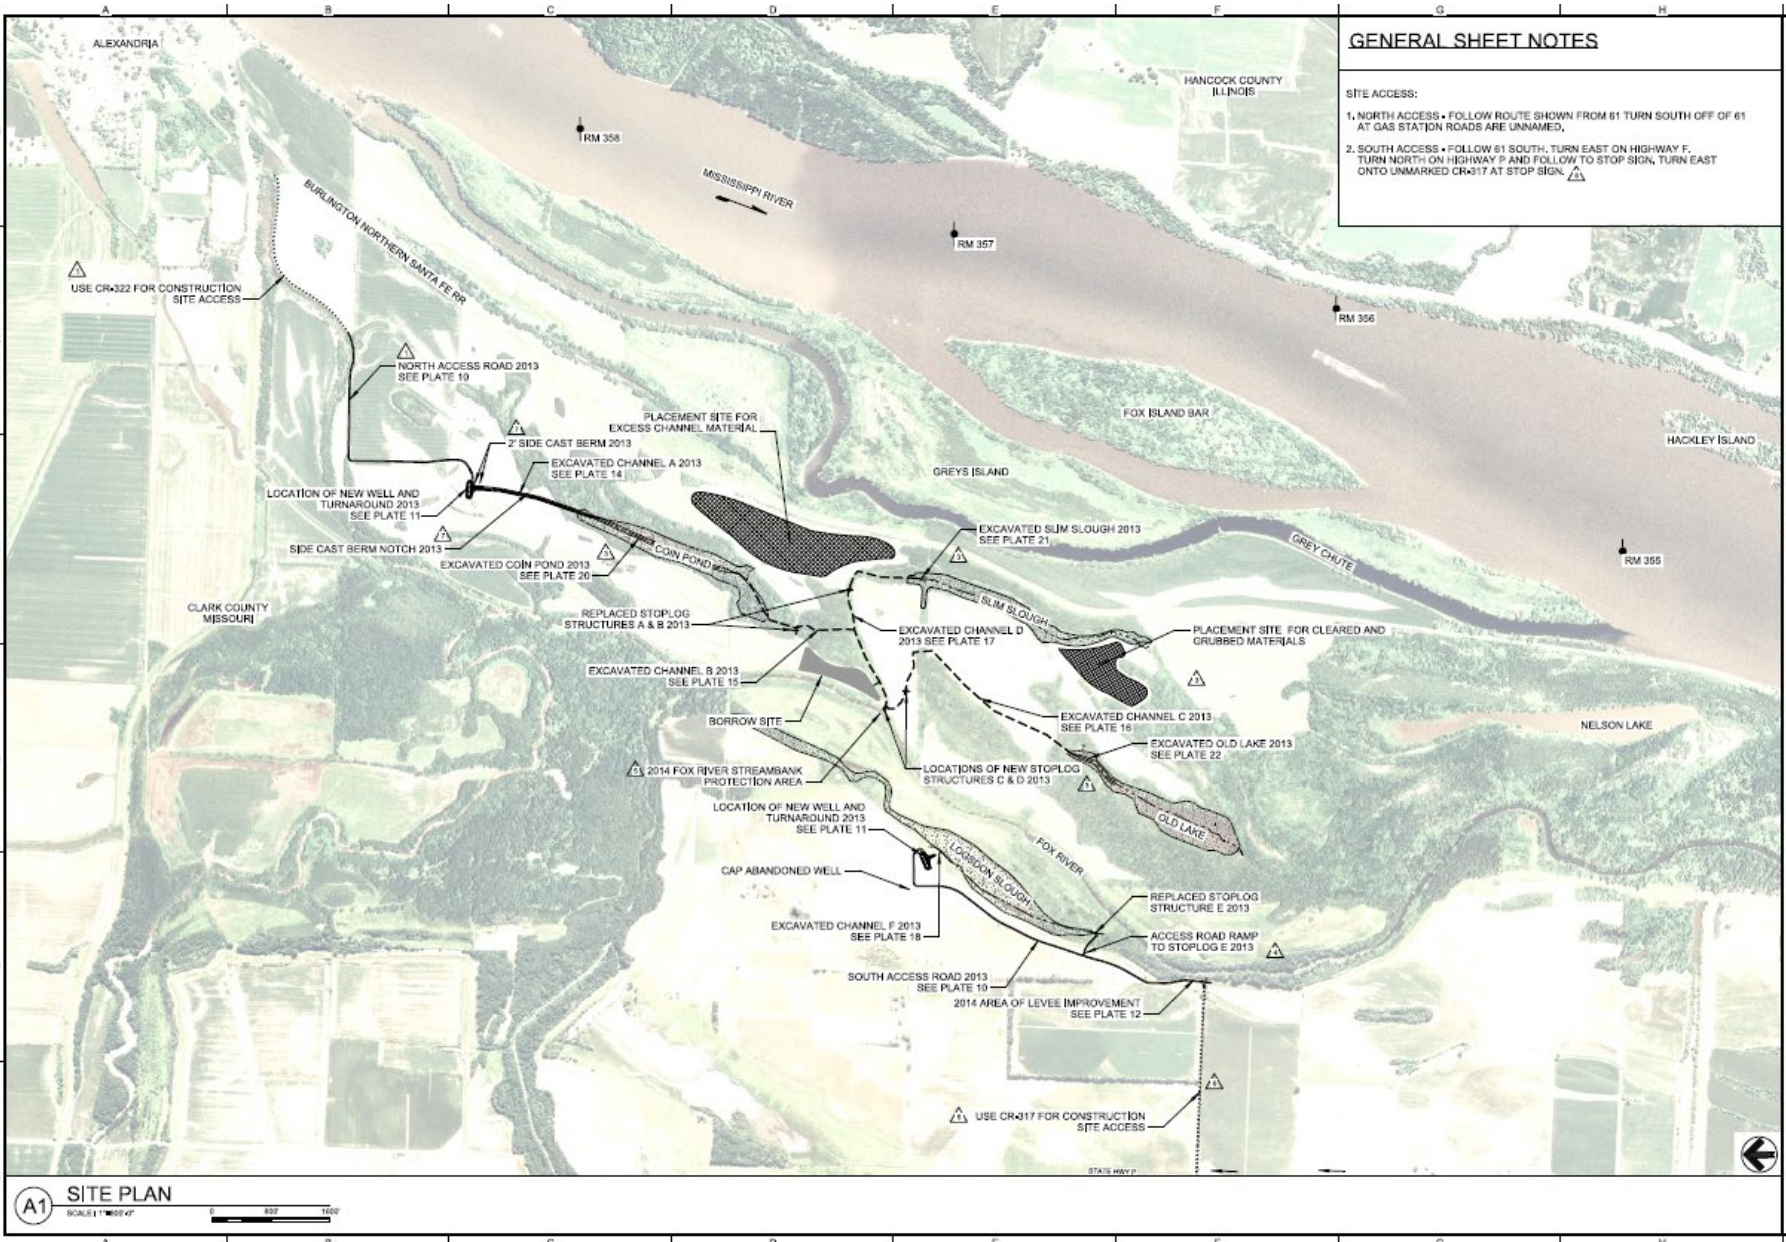 A B C D E F G H
ALEXANDRIA
GENERAL SHEET NOTES
SITE ACCESS:
1. NORTH ACCESS - FOLLOW ROUTE SHOWN FROM 61 TURN SOUTH OFF OF 61
AT GAS STATION ROADS ARE UNNAMED.
2. SOUTH ACCESS - FOLLOW 61 SOUTH. TURN EAST ON HIGHWAY F.
TURN NORTH ON HIGHWAY P AND FOLLOW TO STOP SIGN. TURN EAST
ONTO UNMARKED CR-317 AT STOP SIGN.
HANCOCK COUNTY
ILLINOIS
RM 358
MISSISSIPPI RIVER
RM 357
BURLINGTON NORTHERN SANTA FE RR
USE CR-322 FOR CONSTRUCTION
SITE ACCESS
RM 356
NORTH ACCESS ROAD 2013
SEE PLATE 10
FOX ISLAND BAR
HACKLEY ISLAND
PLACEMENT SITE FOR
EXCESS CHANNEL MATERIAL
2' SIDE CAST BERM 2013
EXCAVATED CHANNEL A 2013
SEE PLATE 14
GREYS ISLAND
LOCATION OF NEW WELL AND
TURNAROUND 2013
SEE PLATE 11
SIDE CAST BERM NOTCH 2013
EXCAVATED SLIM SLOUGH 2013
SEE PLATE 21
GREY CHUTE
RM 355
COIN POND
EXCAVATED COIN POND 2013
SEE PLATE 20
CLARK COUNTY
MISSOURI
REPLACED STOPLOG
STRUCTURES A & B 2013
SLIM SLOUGH
EXCAVATED CHANNEL D
2013 SEE PLATE 17
PLACEMENT SITE FOR CLEARED AND
GRUBBED MATERIALS
EXCAVATED CHANNEL B 2013
SEE PLATE 15
BORROW SITE
EXCAVATED CHANNEL C 2013
SEE PLATE 16
NELSON LAKE
EXCAVATED OLD LAKE 2013
SEE PLATE 22
2014 FOX RIVER STREAMBANK
PROTECTION AREA
LOCATIONS OF NEW STOPLOG
STRUCTURES C & D 2013
LOCATION OF NEW WELL AND
TURNAROUND 2013
SEE PLATE 11
OLD LAKE
FOX RIVER
LOGSDON SLOUGH
CAP ABANDONED WELL
REPLACED STOPLOG
STRUCTURE E 2013
EXCAVATED CHANNEL F 2013
SEE PLATE 18
ACCESS ROAD RAMP
TO STOPLOG E 2013
SOUTH ACCESS ROAD 2013
SEE PLATE 10
2014 AREA OF LEVEE IMPROVEMENT
SEE PLATE 12
USE CR-317 FOR CONSTRUCTION
SITE ACCESS
STATE HWY P
A1
SITE PLAN
SCALE: 1"=800'-0"
0 800' 1600'